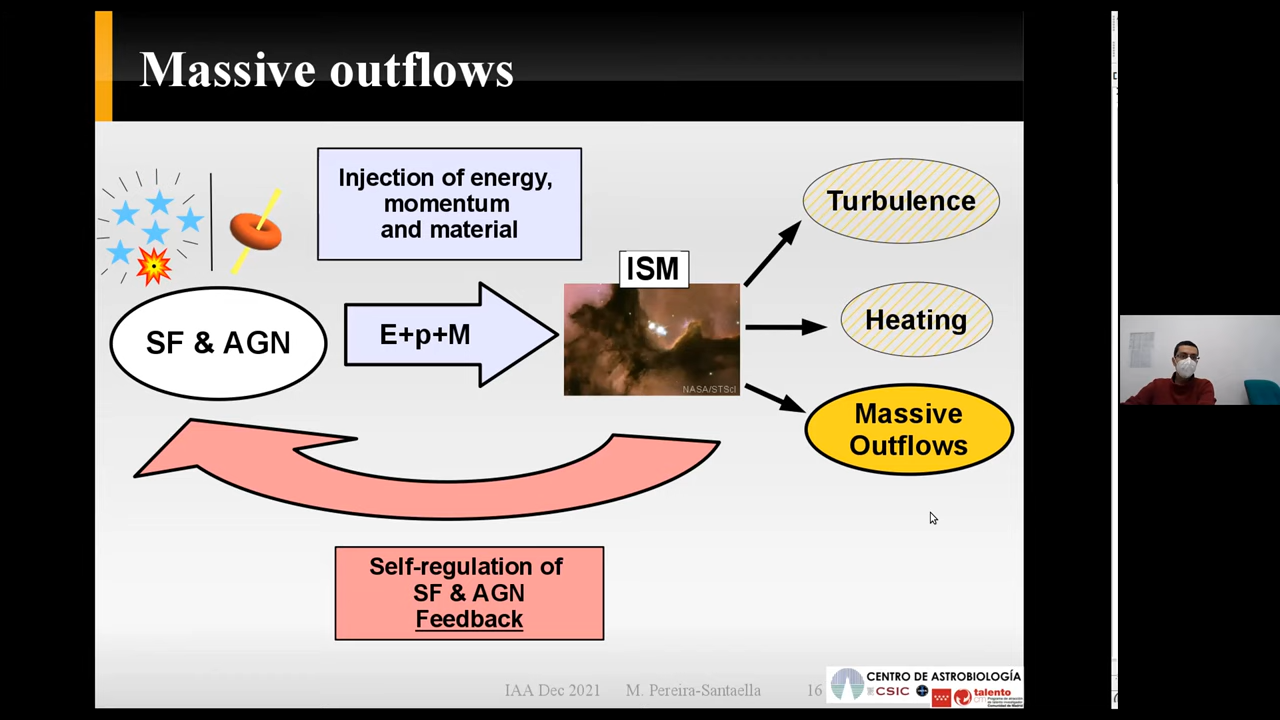 Massive outflows
Injection of energy,
momentum
and material
Turbulence
ISM
SF & AGN
E+p+M
Heating
NASA/STScI
Massive
Outflows
Self-regulation of
SF & AGN
Feedback
IAA Dec 2021 M. Pereira-Santaella 16
CENTRO DE ASTROBIOLOGÍA
CSIC
talento